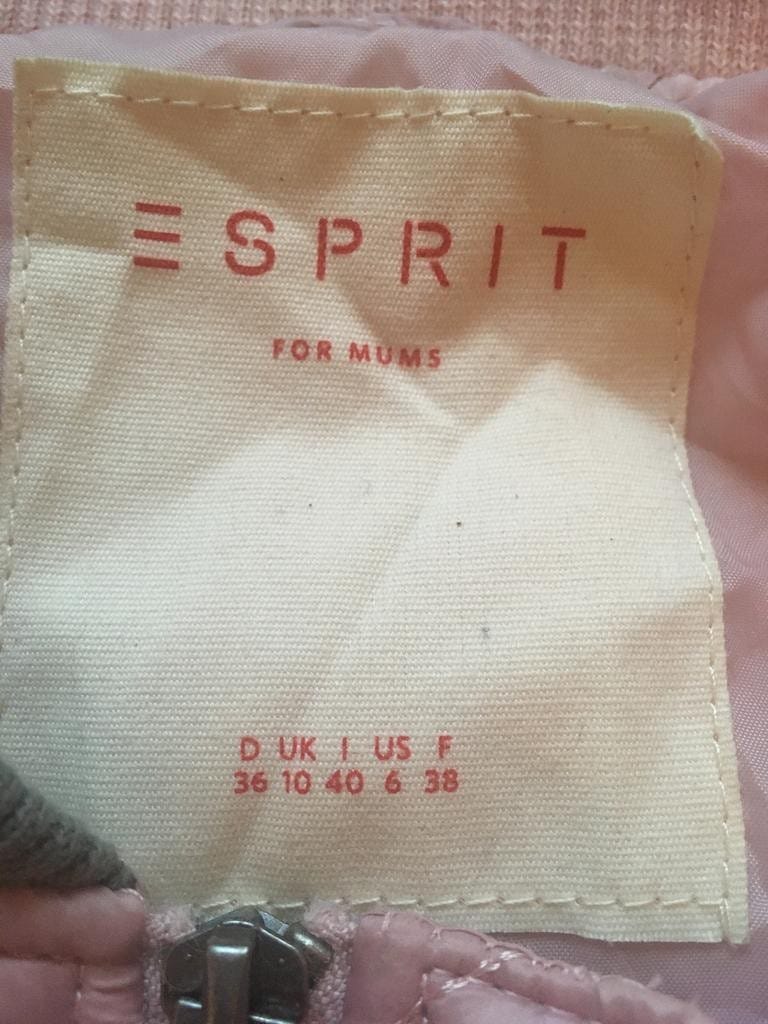 ESPRIT
FOR MUMS
D UK I US F
36 10 40 6 38